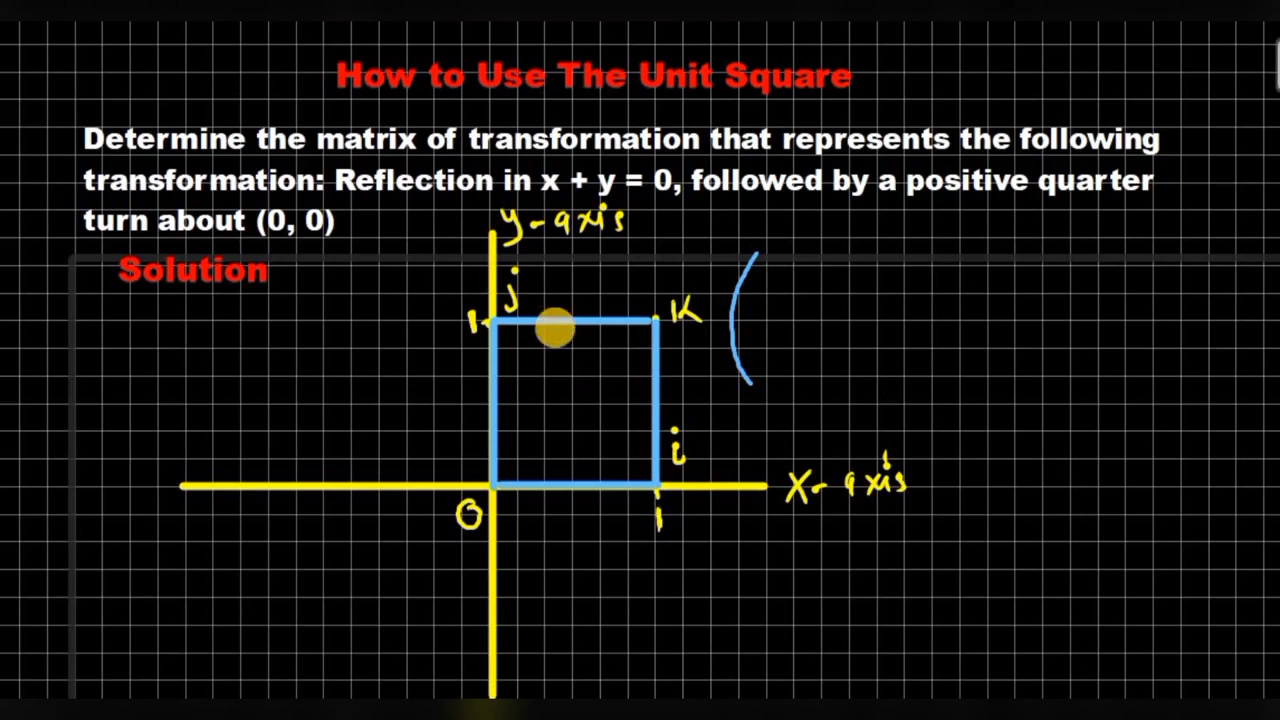 How to Use The Unit Square
Determine the matrix of transformation that represents the following
transformation: Reflection in x + y = 0, followed by a positive quarter
turn about (0, 0)
y - axis
Solution
j
1
K
(
i
X - axis
0
1